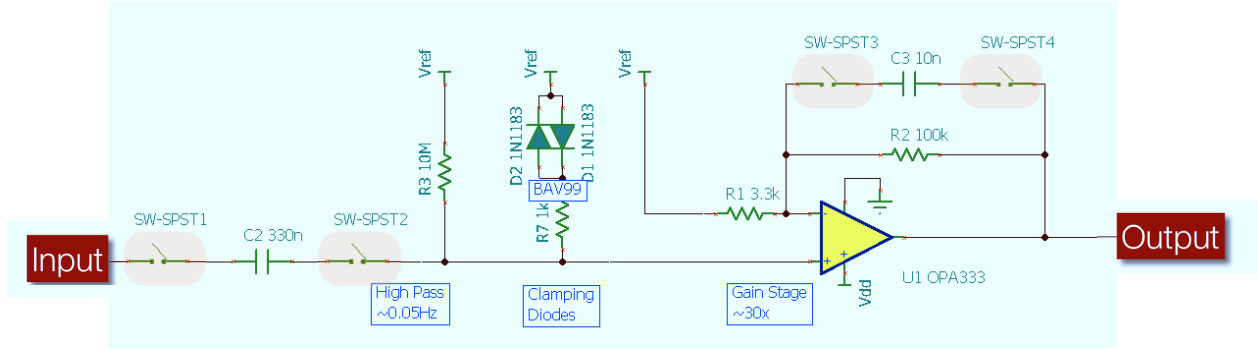 SW-SPST3
SW-SPST4
C3 10n
Vref
Vref
Vref
R2 100k
D2 1N1183
D1 1N1183
R3 10M
BAV99
R1 3.3k
R7 1k
SW-SPST1
SW-SPST2
C2 330n
-
+
+
Input
Output
U1 OPA333
Vdd
High Pass
~0.05Hz
Clamping
Diodes
Gain Stage
~30x